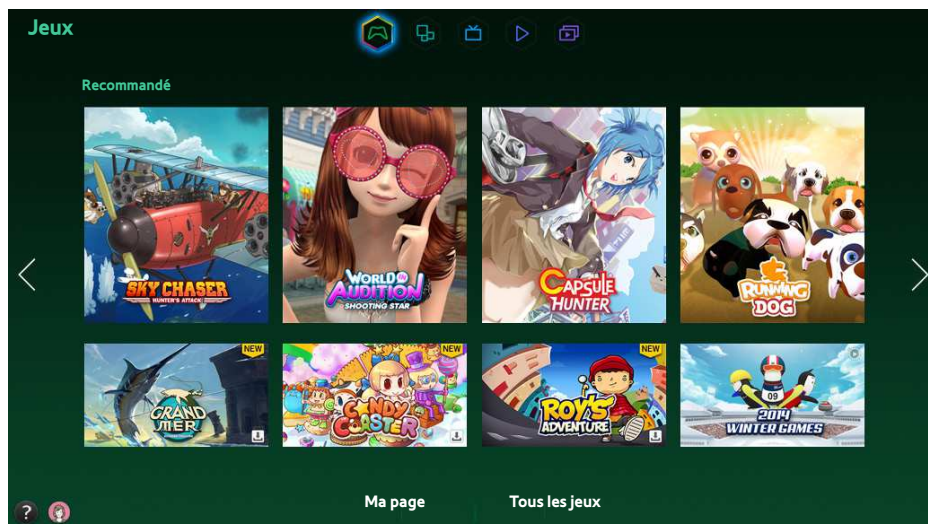 Jeux
Recommandé
SKY CHASER
HUNTER'S ATTACK
WORLD IN
AUDITION
SHOOTING STAR
CAPSULE
HUNTER
RUNNING
DOG
NEW
GRAND
MER
NEW
CANDY
COASTER
NEW
ROY'S
ADVENTURE
09
2014
WINTER GAMES
?
Ma page
Tous les jeux